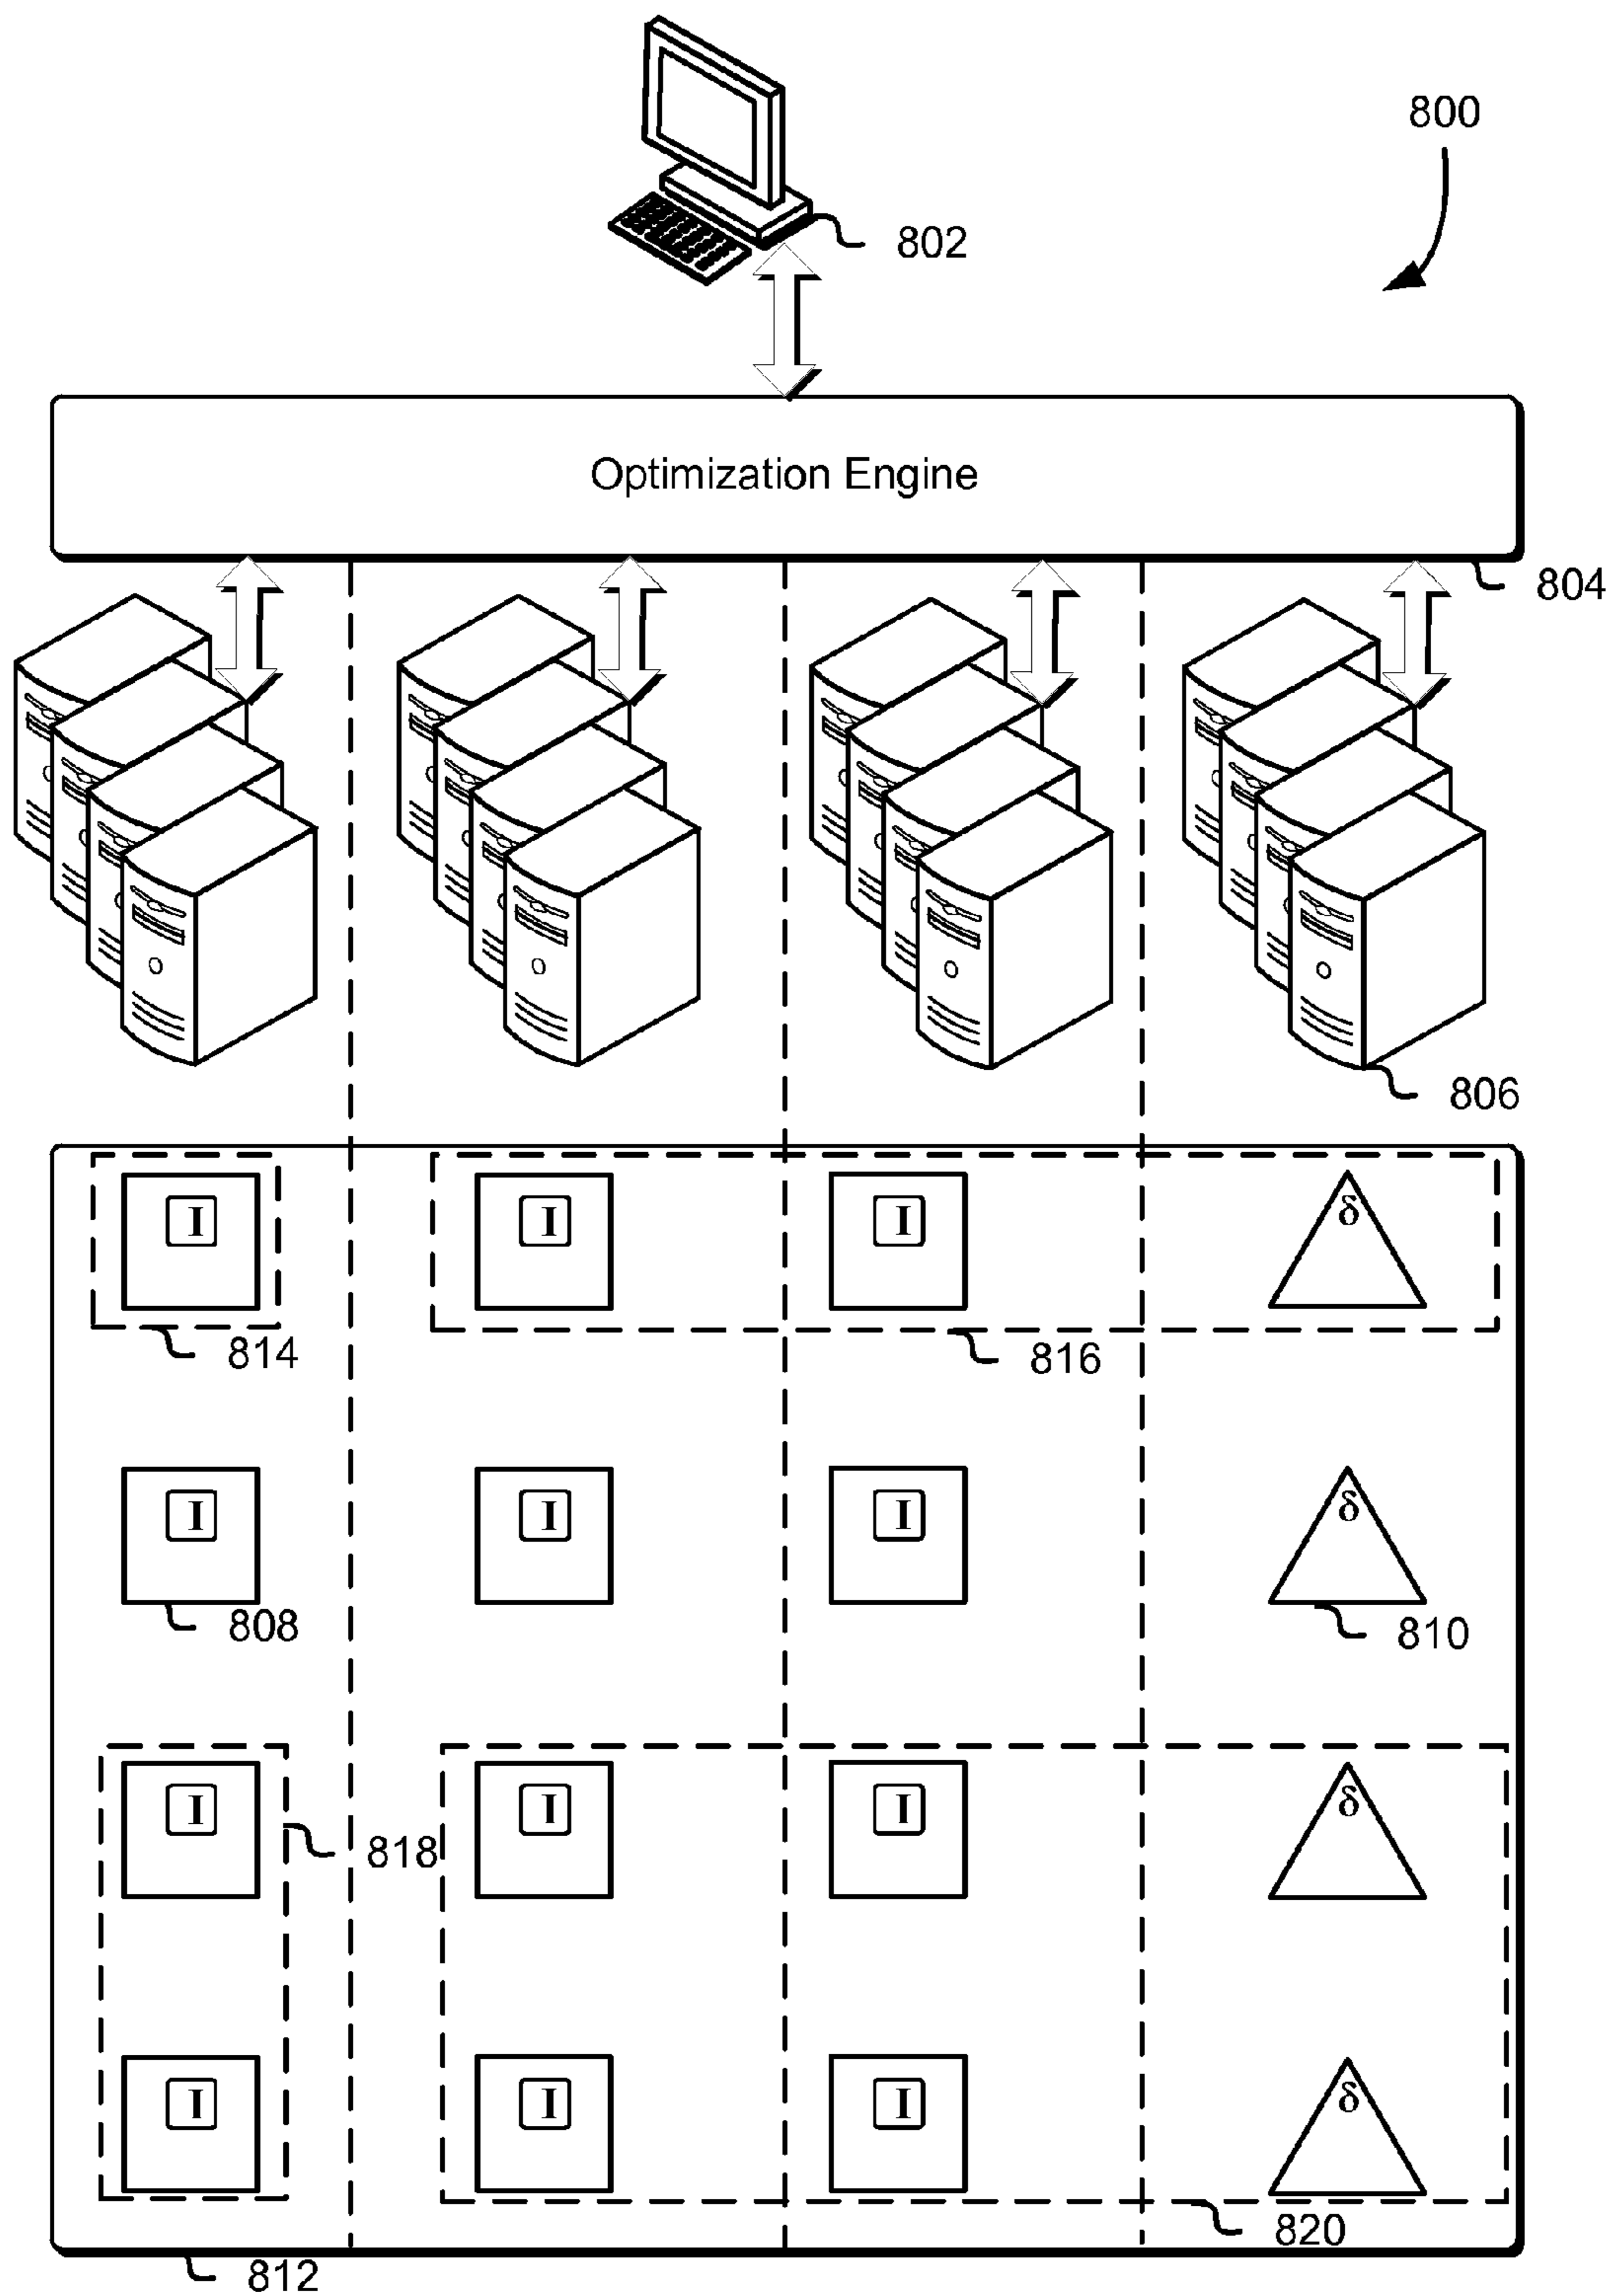 800
802
Optimization Engine
804
806
I I I δ
814 816
I I I δ
808 810
I I I δ
818
I I I δ
820
812